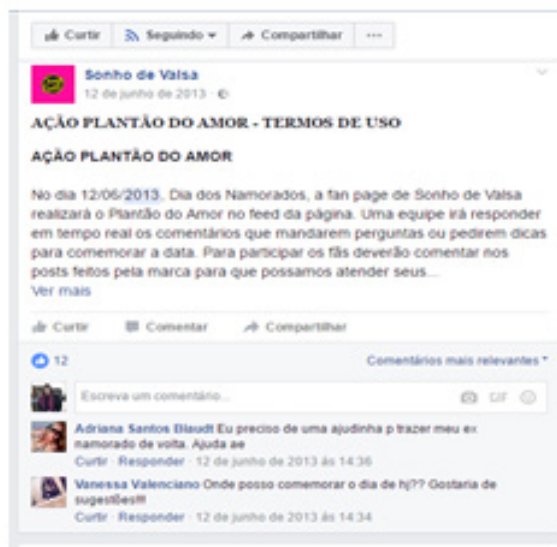 Curtir Seguindo Compartilhar ...
Sonho de Valsa
12 de junho de 2013 ·
AÇÃO PLANTÃO DO AMOR - TERMOS DE USO
AÇÃO PLANTÃO DO AMOR
No dia 12/06/2013, Dia dos Namorados, a fan page de Sonho de Valsa
realizará o Plantão do Amor no feed da página. Uma equipe irá responder
em tempo real os comentários que mandarem perguntas ou pedirem dicas
para comemorar a data. Para participar os fãs deverão comentar nos
posts feitos pela marca para que possamos atender seus...
Ver mais
Curtir Comentar Compartilhar
12 Comentários mais relevantes
Escreva um comentário... GIF
Adriana Santos Blaudt Eu preciso de uma ajudinha p trazer meu ex
namorado de volta. Ajuda ae
Curtir · Responder · 12 de junho de 2013 às 14:36
Vanessa Valenciano Onde posso comemorar o dia de hj?? Gostaria de
sugestões!!!
Curtir · Responder · 12 de junho de 2013 às 14:34